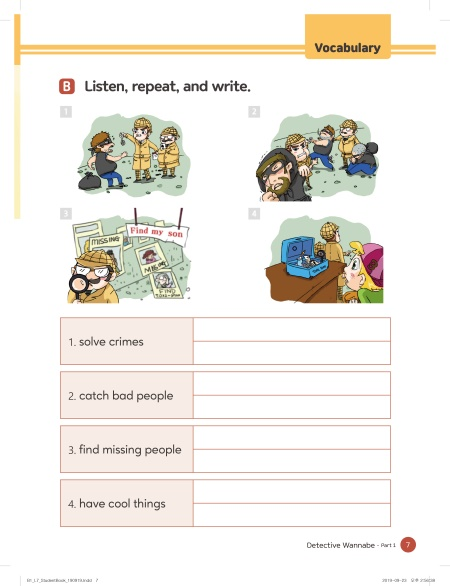 Vocabulary
B Listen, repeat, and write.
1
2
3
4
MISSING
Find my son
FIND
1. solve crimes
2. catch bad people
3. find missing people
4. have cool things
Detective Wannabe - Part 1 7